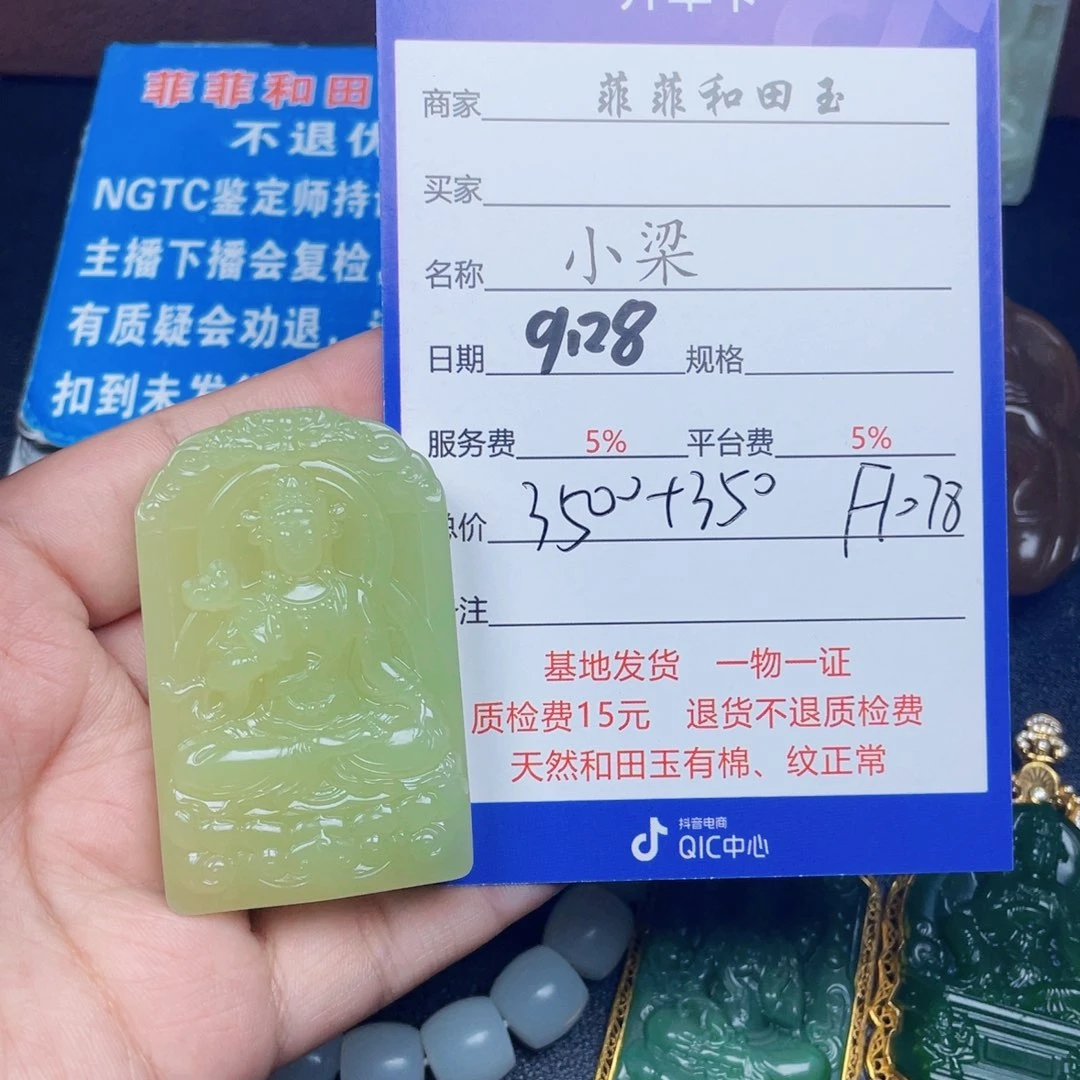 菲菲和田
不退
NGTC鉴定师持
主播下播会复检
有质疑会劝退,
扣到未发
商家 菲菲和田玉
买家
名称 小梁
日期 9.28 规格
服务费 5% 平台费 5%
总价 3500+350
注
基地发货 一物一证
质检费15元 退货不退质检费
天然和田玉有棉、纹正常
抖音电商
QIC中心